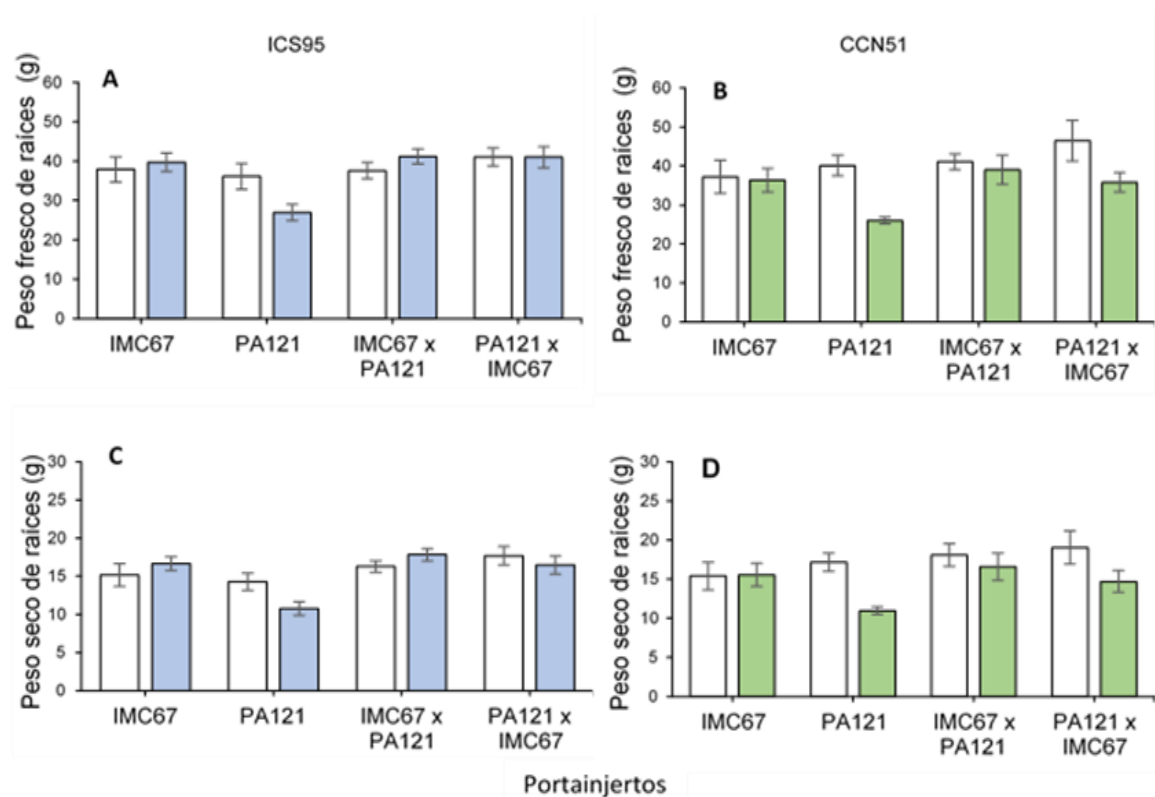 ICS95
CCN51
A
Peso fresco de raíces (g)
60
50
40
30
20
10
0
IMC67
PA121
IMC67 x
PA121
PA121 x
IMC67
B
Peso fresco de raíces (g)
60
50
40
30
20
10
0
IMC67
PA121
IMC67 x
PA121
PA121 x
IMC67
C
Peso seco de raíces (g)
30
25
20
15
10
5
0
IMC67
PA121
IMC67 x
PA121
PA121 x
IMC67
D
Peso seco de raíces (g)
30
25
20
15
10
5
0
IMC67
PA121
IMC67 x
PA121
PA121 x
IMC67
Portainjertos